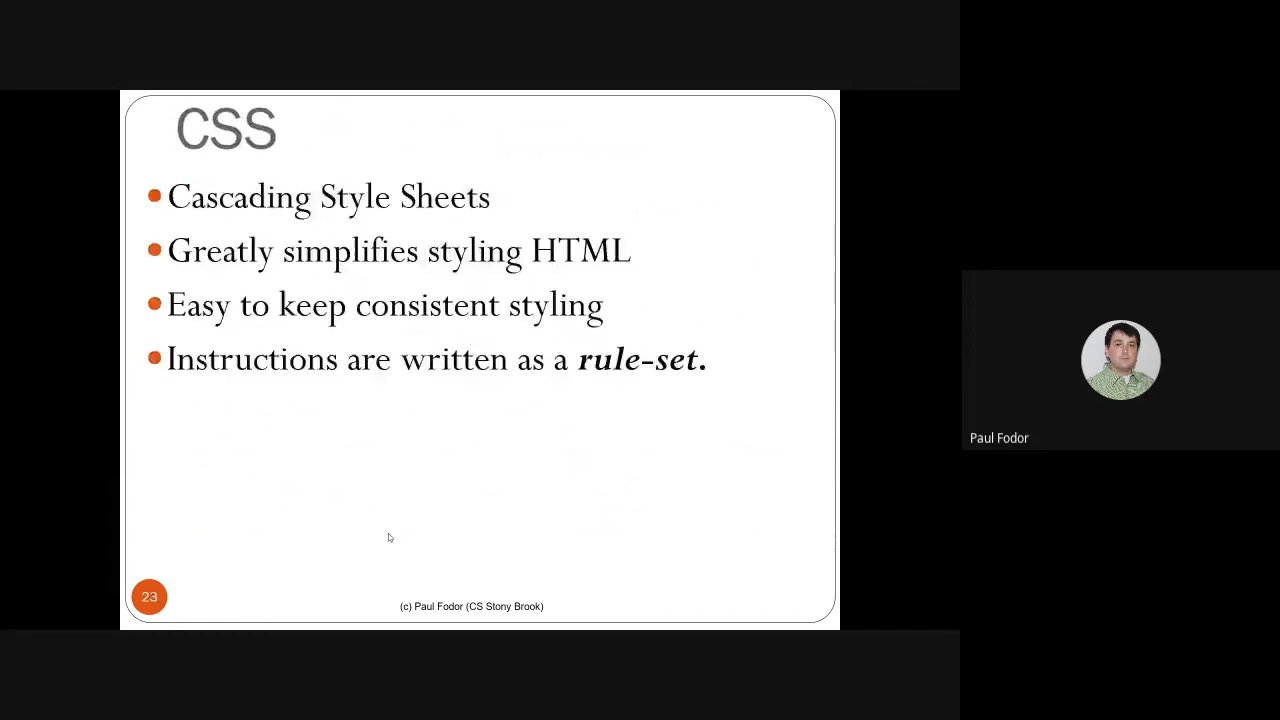 CSS
Cascading Style Sheets
Greatly simplifies styling HTML
Easy to keep consistent styling
Instructions are written as a rule-set.
23
(c) Paul Fodor (CS Stony Brook)
Paul Fodor